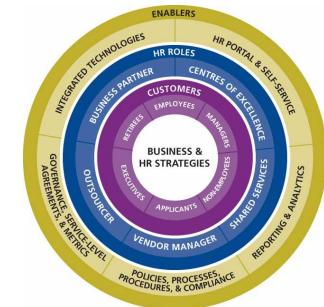 ENABLERS
INTEGRATED TECHNOLOGIES
HR PORTAL & SELF-SERVICE
REPORTING & ANALYTICS
POLICIES, PROCESSES,
PROCEDURES, & COMPLIANCE
GOVERNANCE, SERVICE-LEVEL
AGREEMENTS, & METRICS
HR ROLES
BUSINESS PARTNER
CENTRES OF EXCELLENCE
SHARED SERVICES
VENDOR MANAGER
OUTSOURCER
CUSTOMERS
EMPLOYEES
MANAGERS
NON-EMPLOYEES
APPLICANTS
EXECUTIVES
RETIREES
BUSINESS &
HR STRATEGIES